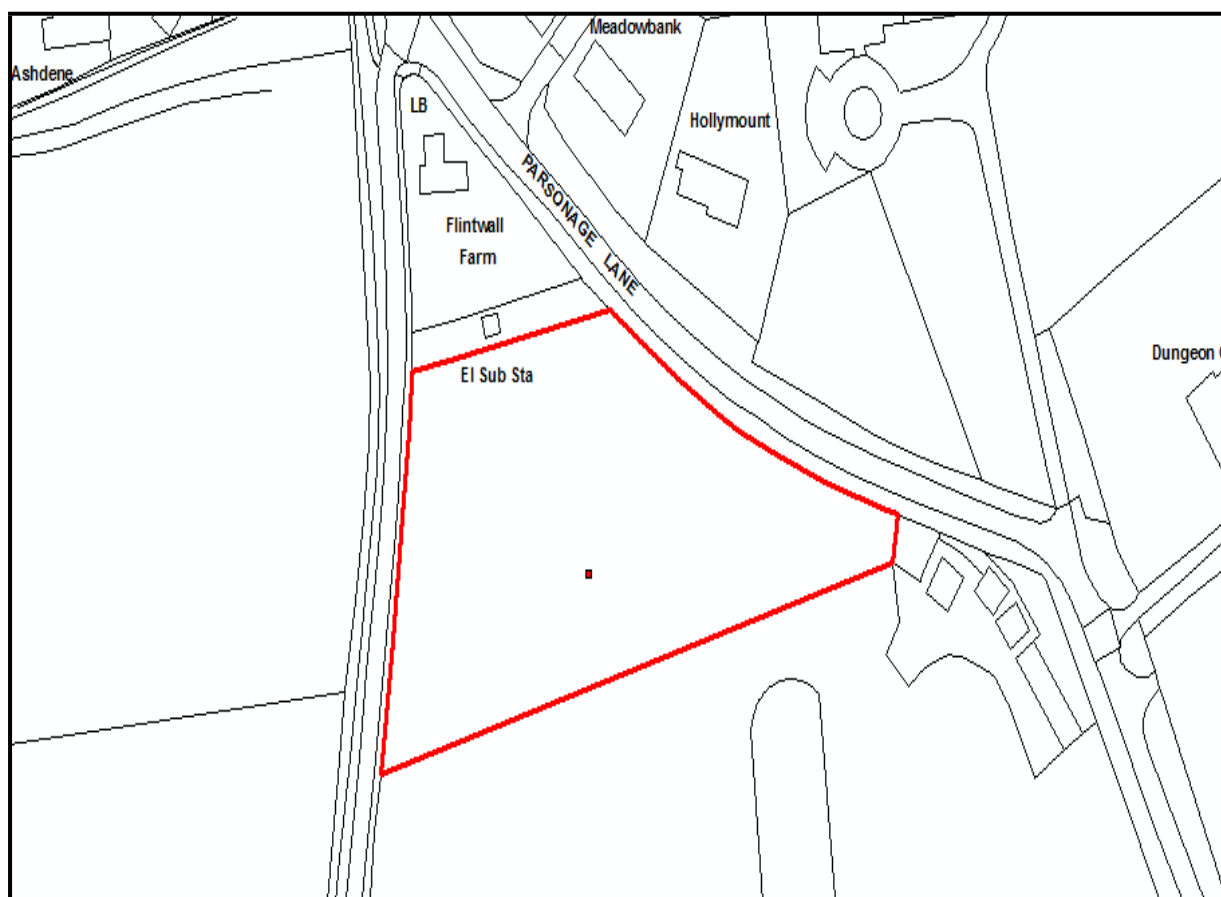 Meadowbank
Ashdene
LB
Hollymount
PARSONAGE LANE
Flintwall
Farm
Dungeon
El Sub Sta